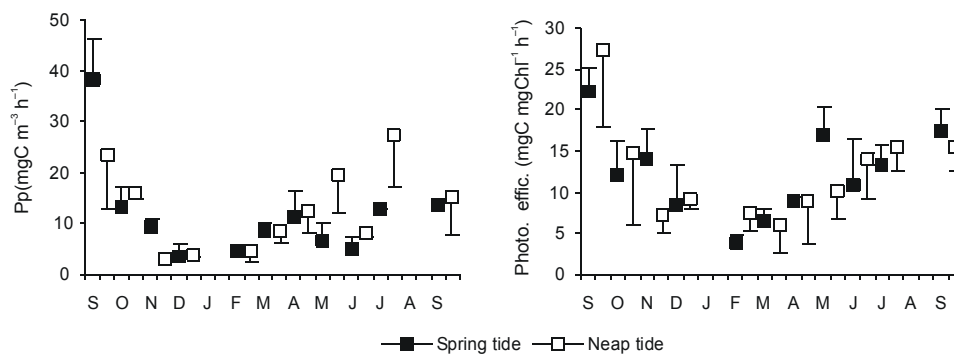 50
40
30
20
10
0
Pp(mgC m⁻³ h⁻¹)
S O N D J F M A M J J A S
30
25
20
15
10
5
0
Photo. effic. (mgC mgChl⁻¹ h⁻¹)
S O N D J F M A M J J A S
Spring tide Neap tide